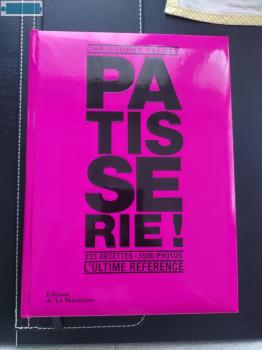 CHRISTOPHE FELDER
PA
TIS
SE
RIE !
233 RECETTES • 3500 PHOTOS
L'ULTIME RÉFÉRENCE
Éditions
de La Martinière